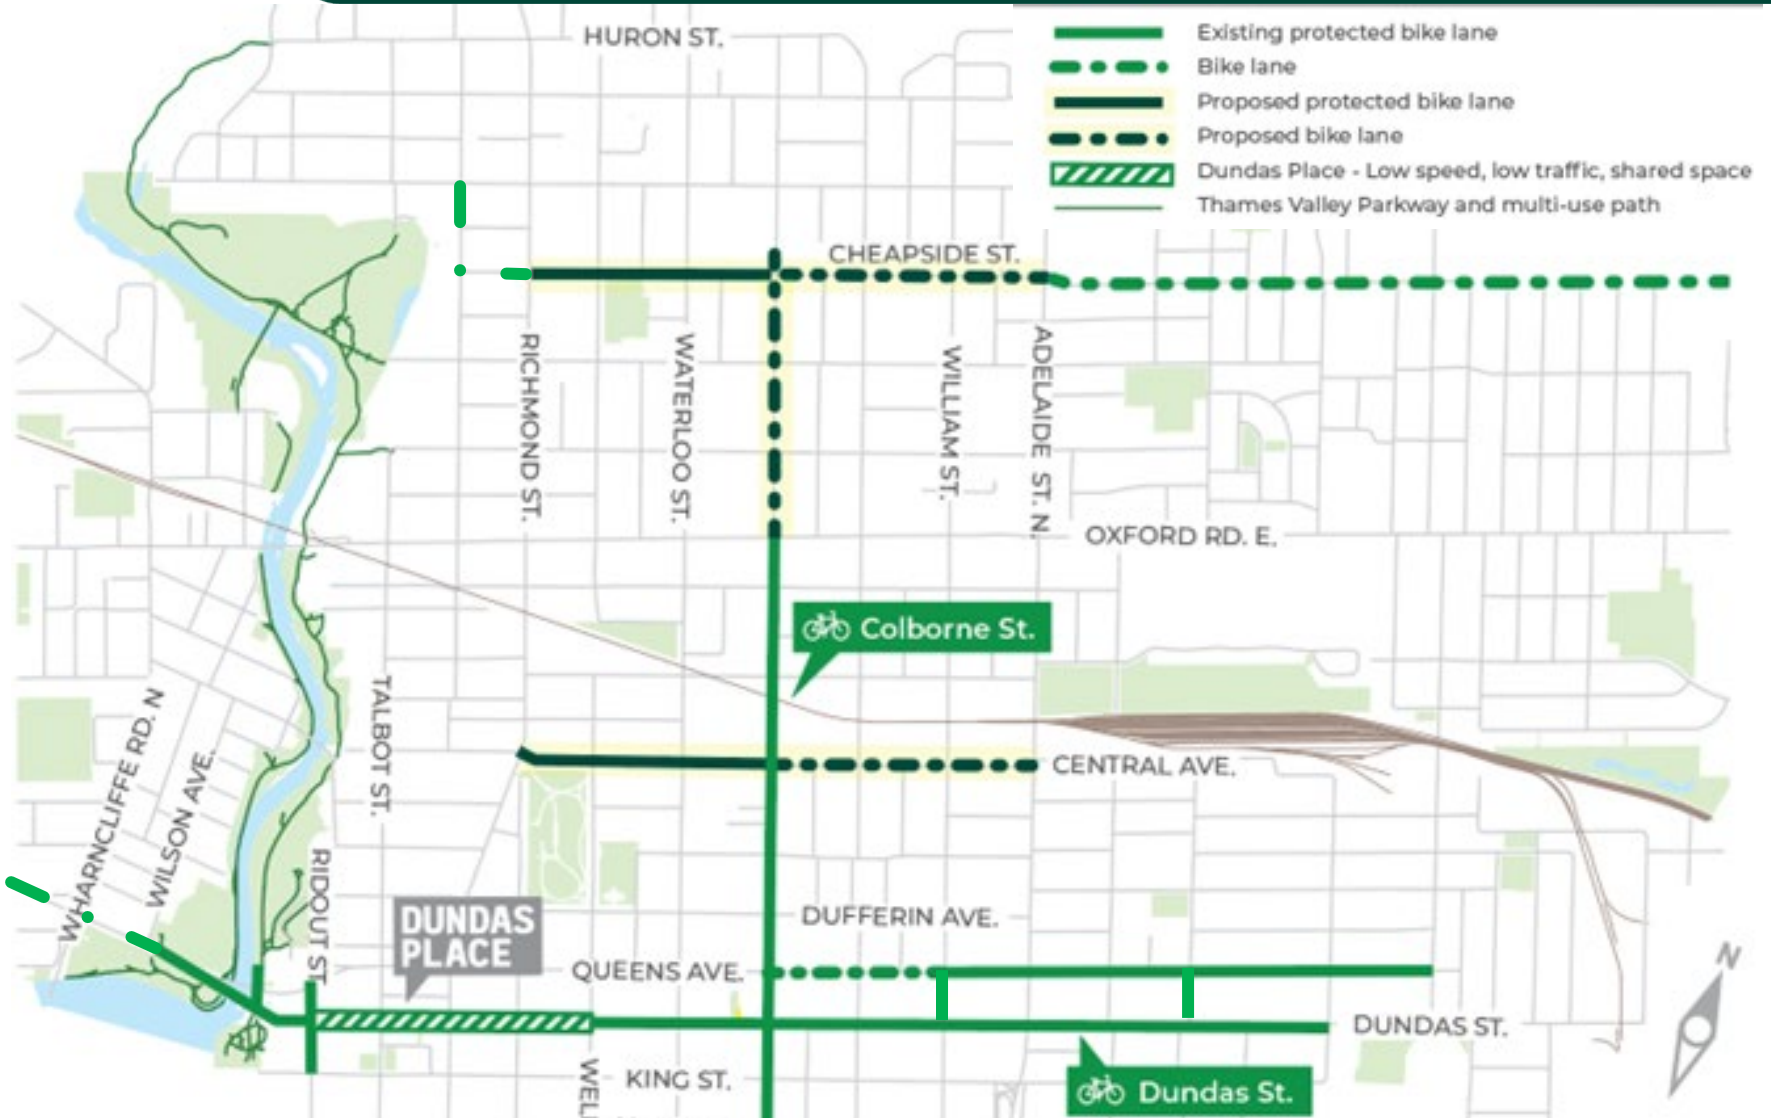 HURON ST.
Existing protected bike lane
Bike lane
Proposed protected bike lane
Proposed bike lane
Dundas Place - Low speed, low traffic, shared space
Thames Valley Parkway and multi-use path
CHEAPSIDE ST.
RICHMOND ST.
WATERLOO ST.
WILLIAM ST.
ADELAIDE ST. N.
OXFORD RD. E.
Colborne St.
WHARNCLIFFE RD. N
WILSON AVE.
TALBOT ST.
CENTRAL AVE.
RIDOUT ST
DUNDAS
PLACE
DUFFERIN AVE.
QUEENS AVE.
N
DUNDAS ST.
WELL
KING ST.
Dundas St.